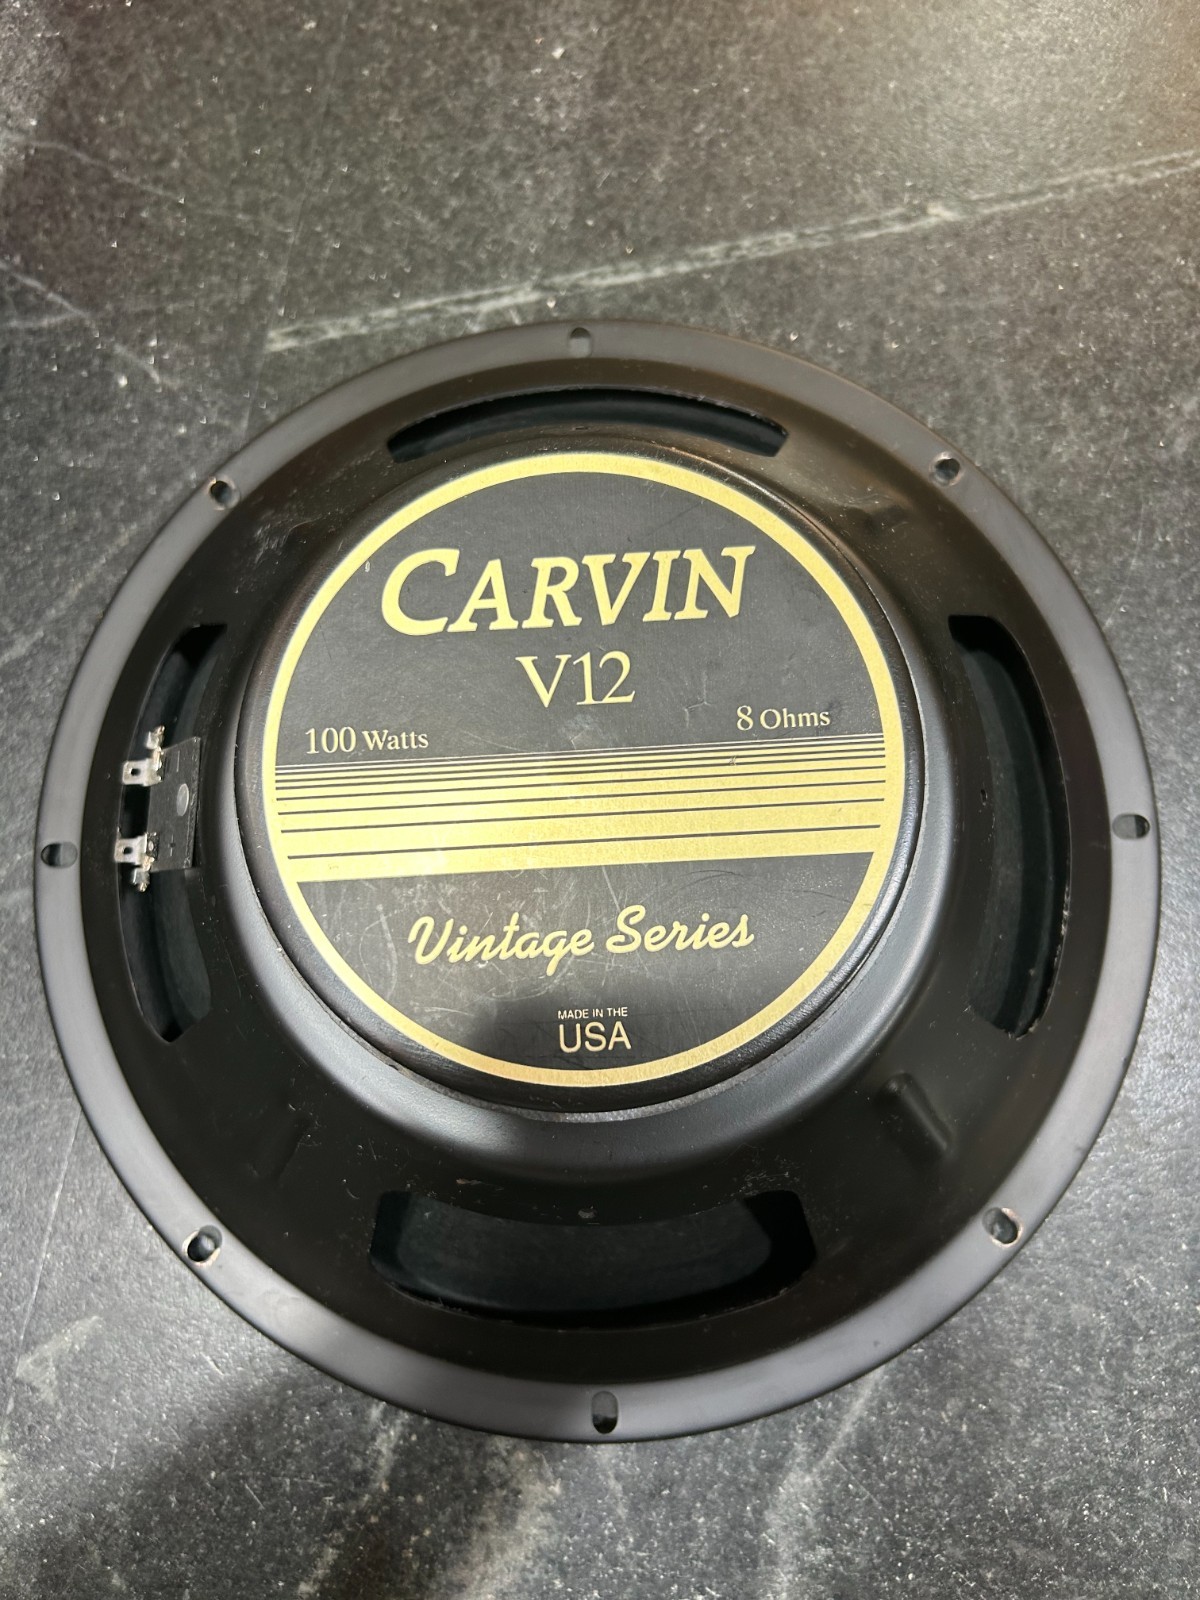 CARVIN
V12
100 Watts
8 Ohms
Vintage Series
MADE IN THE
USA